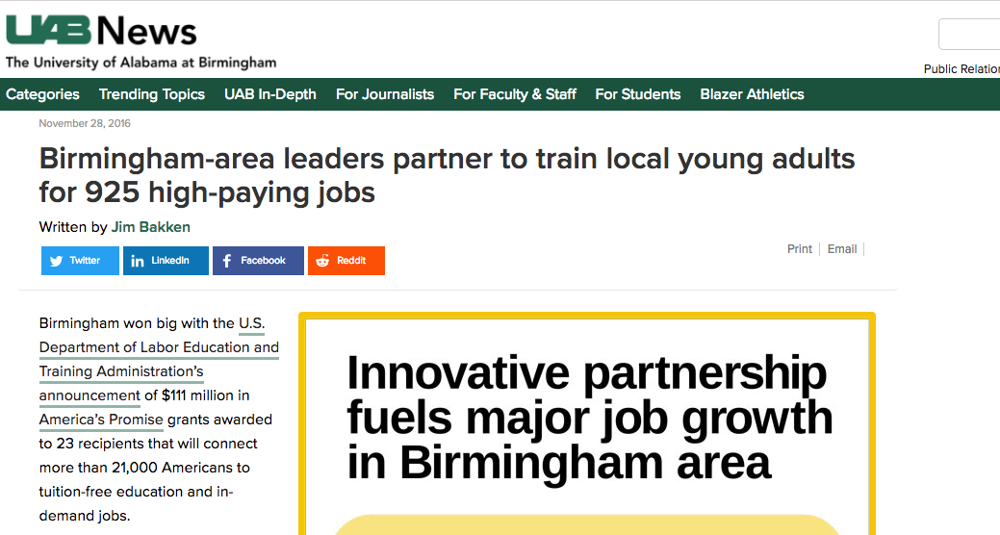 UAB News
The University of Alabama at Birmingham
Public Relation
Categories Trending Topics UAB In-Depth For Journalists For Faculty & Staff For Students Blazer Athletics
November 28, 2016
Birmingham-area leaders partner to train local young adults
for 925 high-paying jobs
Written by Jim Bakken
Twitter LinkedIn Facebook Reddit
Print Email
Birmingham won big with the U.S.
Department of Labor Education and
Training Administration's
announcement of $111 million in
America's Promise grants awarded
to 23 recipients that will connect
more than 21,000 Americans to
tuition-free education and in-
demand jobs.
Innovative partnership
fuels major job growth
in Birmingham area